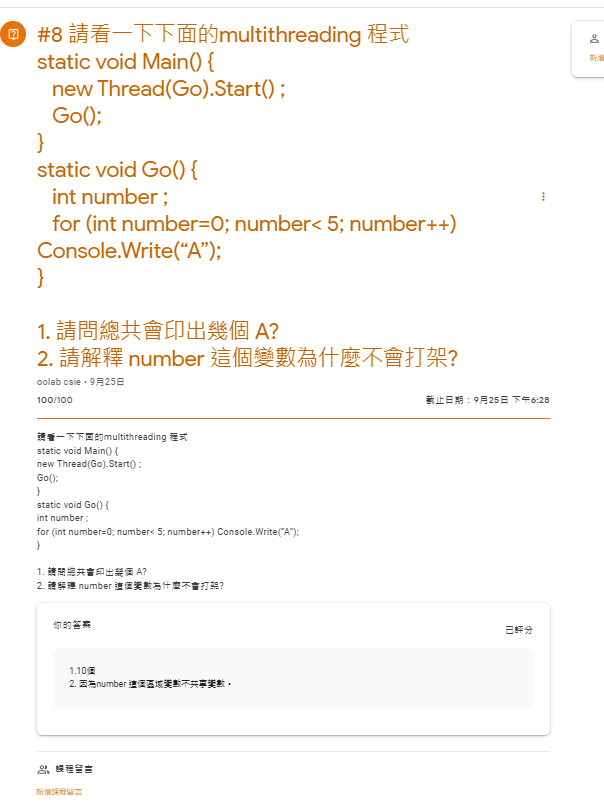 #8 請看一下下面的multithreading 程式
static void Main() {
new Thread(Go).Start() ;
Go();
}
static void Go() {
int number ;
for (int number=0; number< 5; number++)
Console.Write(“A”);
}
1. 請問總共會印出幾個 A?
2. 請解釋 number 這個變數為什麼不會打架?
新增
oolab csie • 9月25日
100/100
截止日期：9月25日 下午6:28
請看一下下面的multithreading 程式
static void Main() {
new Thread(Go).Start() ;
Go();
}
static void Go() {
int number ;
for (int number=0; number< 5; number++) Console.Write(“A”);
}
1. 請問總共會印出幾個 A?
2. 請解釋 number 這個變數為什麼不會打架?
你的答案
已評分
1.10個
2. 因為number 這個區域變數不共享變數。
課程留言
新增課程留言